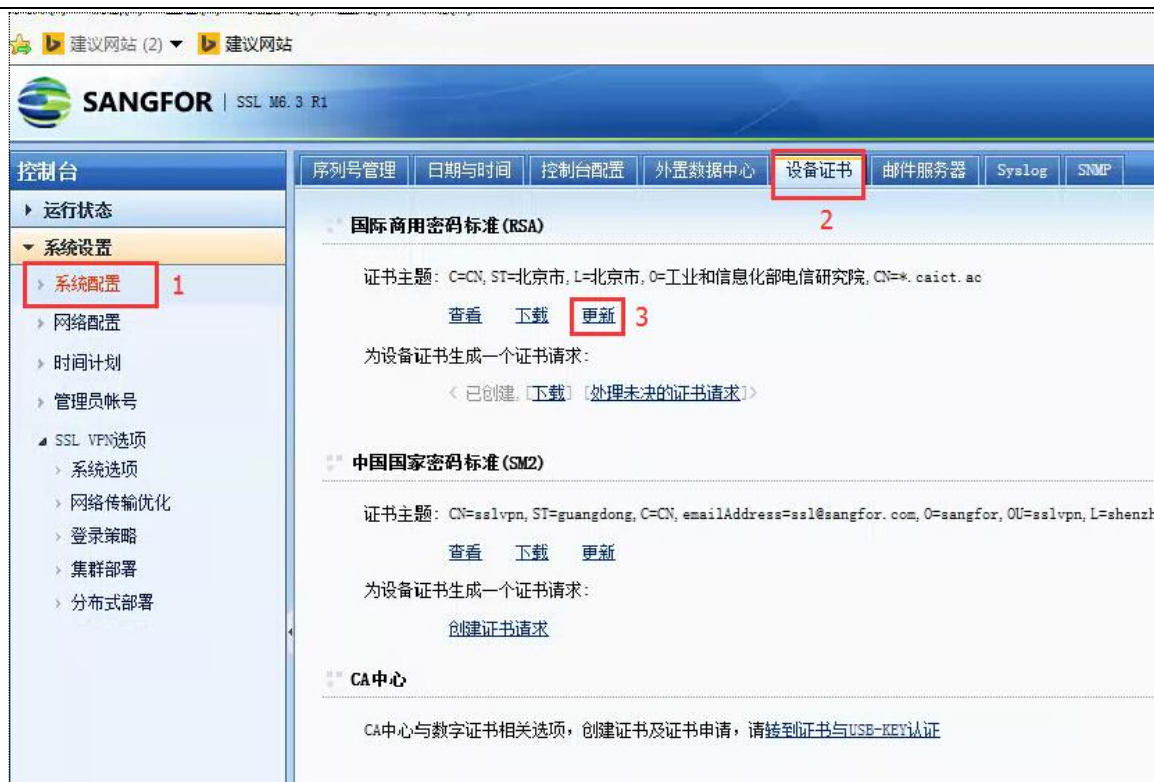 建议网站 (2) 建议网站
SANGFOR | SSL M6.3 R1
控制台
运行状态
系统设置
系统配置 1
网络配置
时间计划
管理员帐号
SSL VPN选项
系统选项
网络传输优化
登录策略
集群部署
分布式部署
序列号管理 日期与时间 控制台配置 外置数据中心 设备证书 邮件服务器 Syslog SNMP
2
国际商用密码标准(RSA)
证书主题: C=CN, ST=北京市, L=北京市, O=工业和信息化部电信研究院, CN=*.caict.ac
查看 下载 更新 3
为设备证书生成一个证书请求:
< 已创建, [下载] [处理未决的证书请求]>
中国国家密码标准(SM2)
证书主题: CN=sslvpn, ST=guangdong, C=CN, emailAddress=ssl@sangfor.com, O=sangfor, OU=sslvpn, L=shenzh
查看 下载 更新
为设备证书生成一个证书请求:
创建证书请求
CA中心
CA中心与数字证书相关选项，创建证书及证书申请，请转到证书与USB-KEY认证